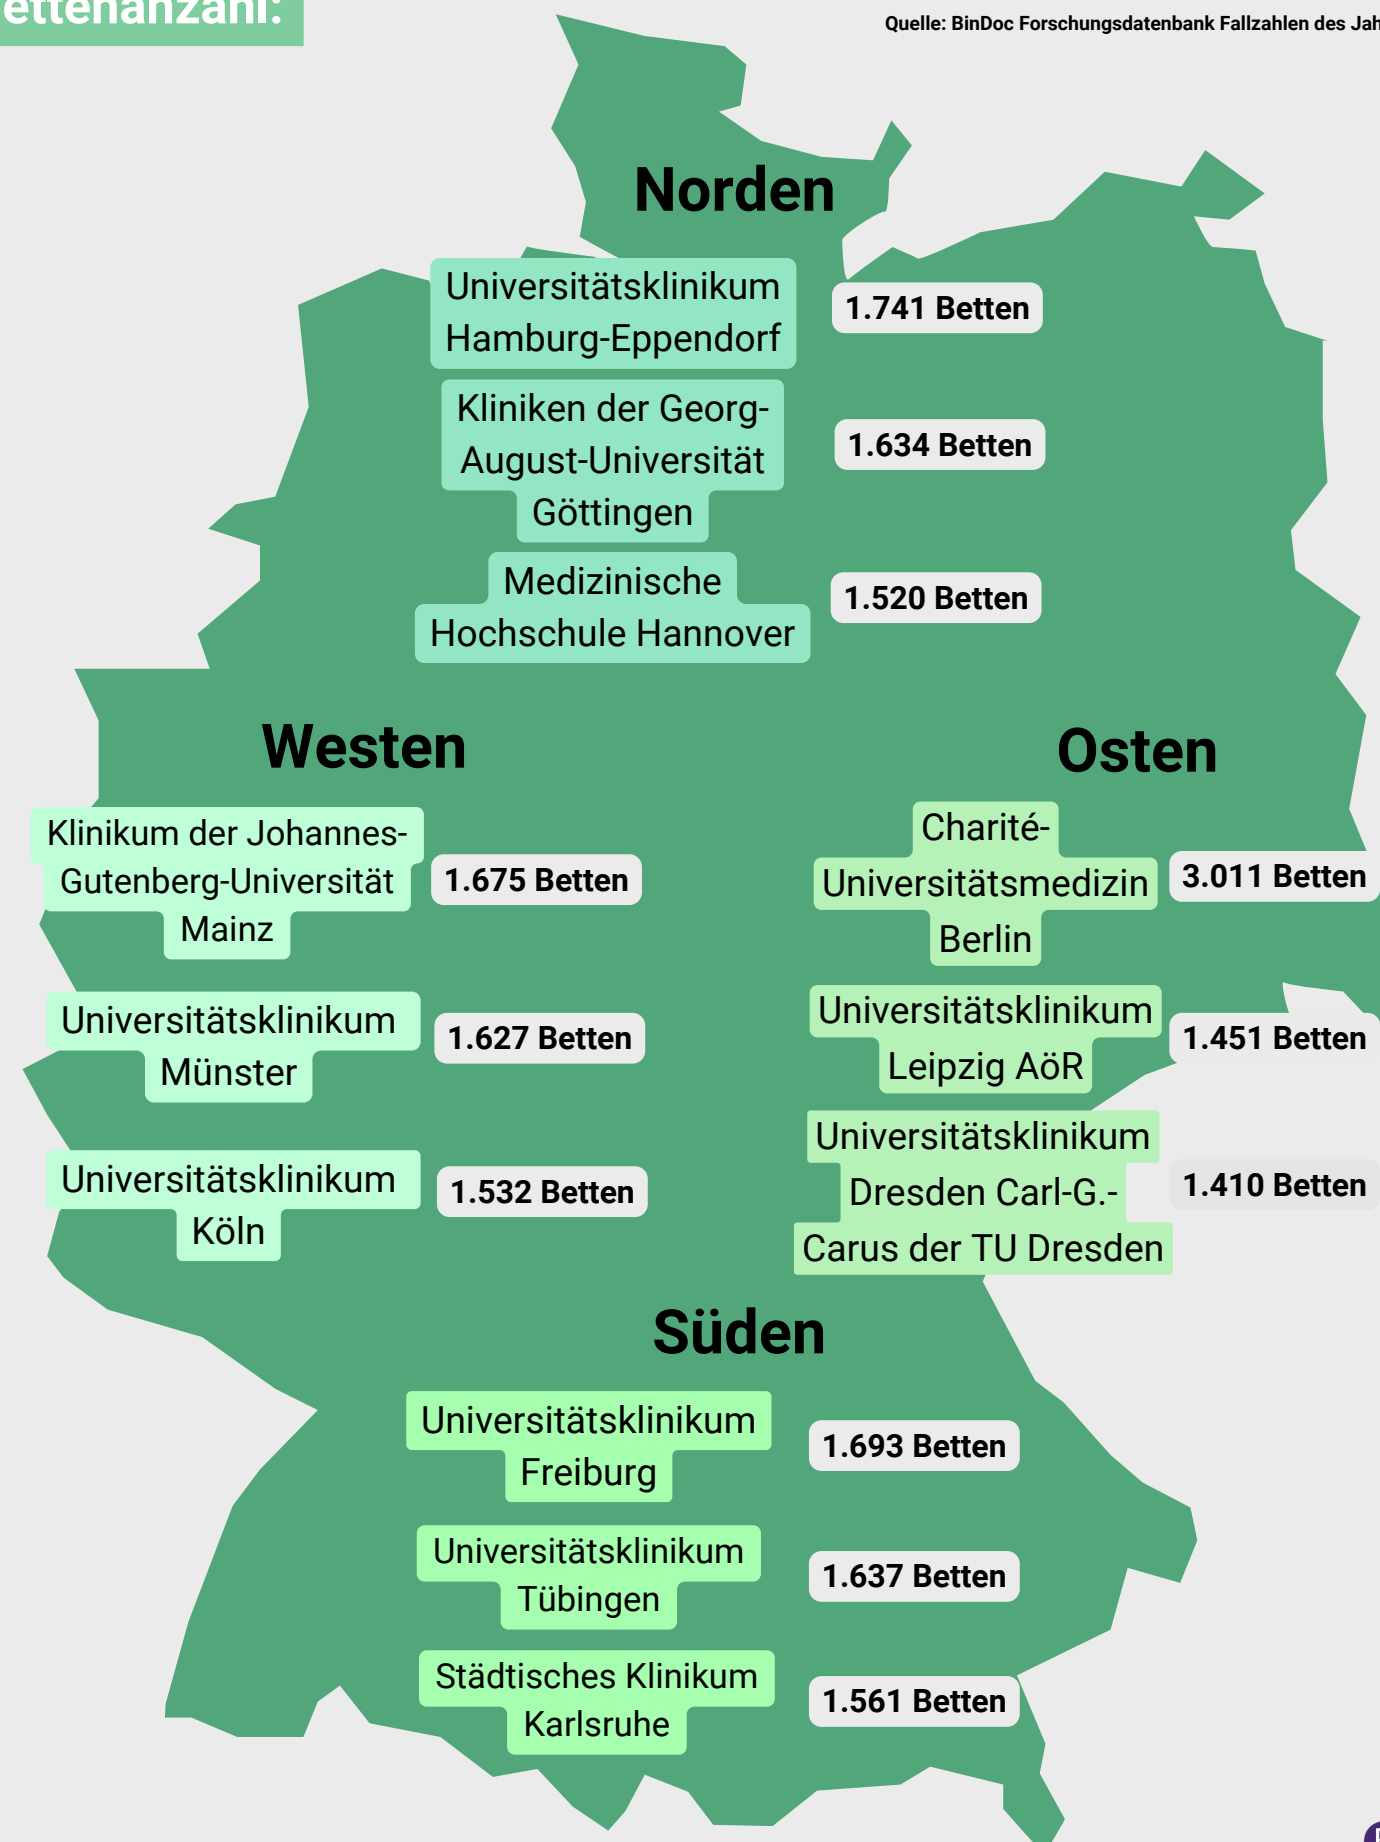 ettenanzahl:
Quelle: BinDoc Forschungsdatenbank Fallzahlen des Jah
Norden
Universitätsklinikum
Hamburg-Eppendorf
1.741 Betten
Kliniken der Georg-
August-Universität
Göttingen
1.634 Betten
Medizinische
Hochschule Hannover
1.520 Betten
Westen
Klinikum der Johannes-
Gutenberg-Universität
Mainz
1.675 Betten
Universitätsklinikum
Münster
1.627 Betten
Universitätsklinikum
Köln
1.532 Betten
Osten
Charité-
Universitätsmedizin
Berlin
3.011 Betten
Universitätsklinikum
Leipzig AöR
1.451 Betten
Universitätsklinikum
Dresden Carl-G.-
Carus der TU Dresden
1.410 Betten
Süden
Universitätsklinikum
Freiburg
1.693 Betten
Universitätsklinikum
Tübingen
1.637 Betten
Städtisches Klinikum
Karlsruhe
1.561 Betten